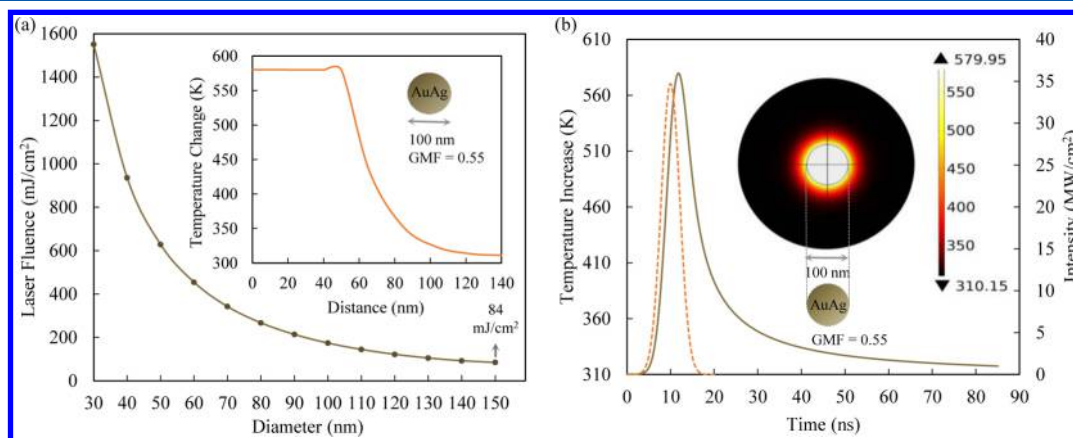 (a)
1600
1400
1200
1000
800
600
400
200
0
Laser Fluence (mJ/cm²)
30 40 50 60 70 80 90 100 110 120 130 140 150
Diameter (nm)
84
mJ/cm²
600
550
500
450
400
350
300
Temperature Change (K)
0 20 40 60 80 100 120 140
Distance (nm)
AuAg
100 nm
GMF = 0.55
(b)
610
560
510
460
410
360
310
Temperature Increase (K)
0 10 20 30 40 50 60 70 80 90
Time (ns)
40
35
30
25
20
15
10
5
0
Intensity (MW/cm²)
579.95
550
500
450
400
350
310.15
100 nm
AuAg
GMF = 0.55